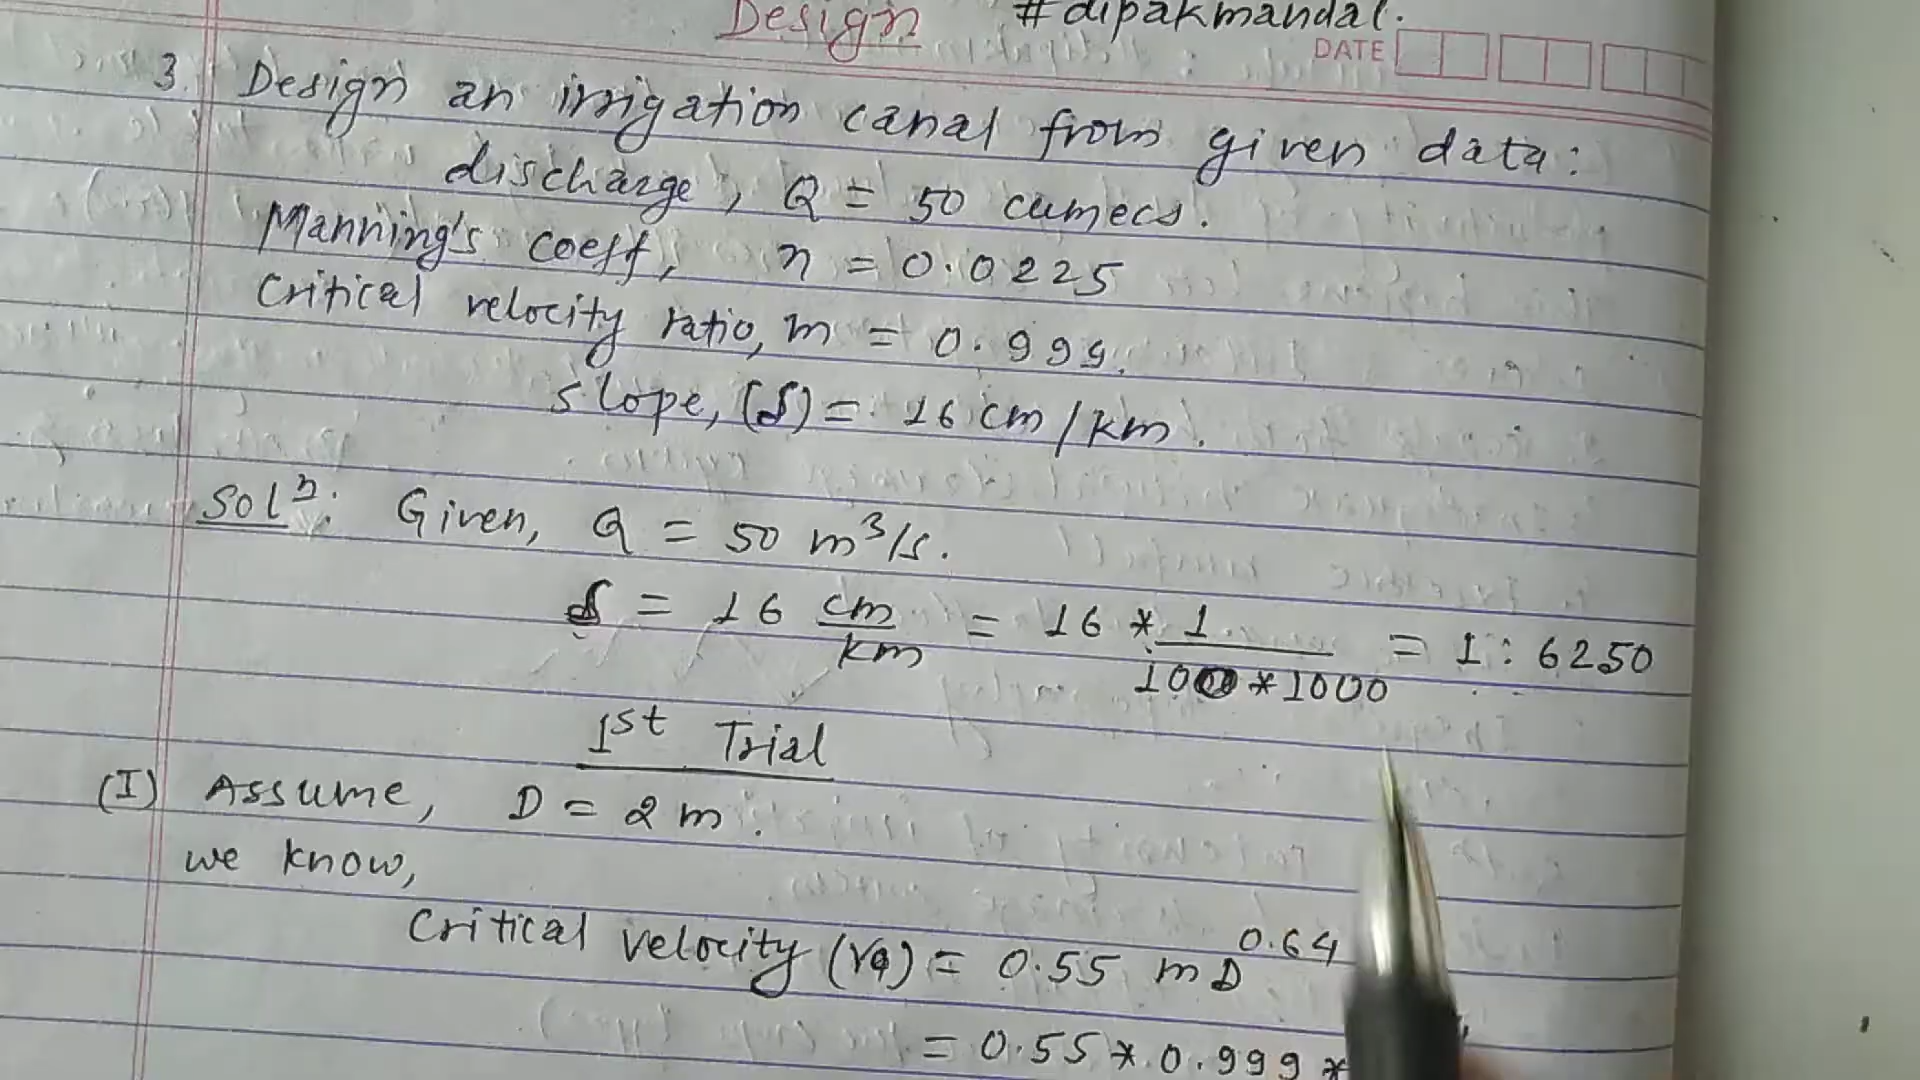 Design #dipakmandal.
DATE
3. Design an irrigation canal from given data:
discharge, Q = 50 cumecs.
Manning's coeff, n = 0.0225
Critical velocity ratio, m = 0.999.
slope, (S) = 16 cm/km.
Solⁿ: Given, Q = 50 m³/s.
S = 16 cm/km = 16 * 1/100*1000 = 1:6250
1st Trial
(I) Assume, D = 2 m.
we know,
Critical velocity (V0) = 0.55 m D^0.64
= 0.55 * 0.999 *